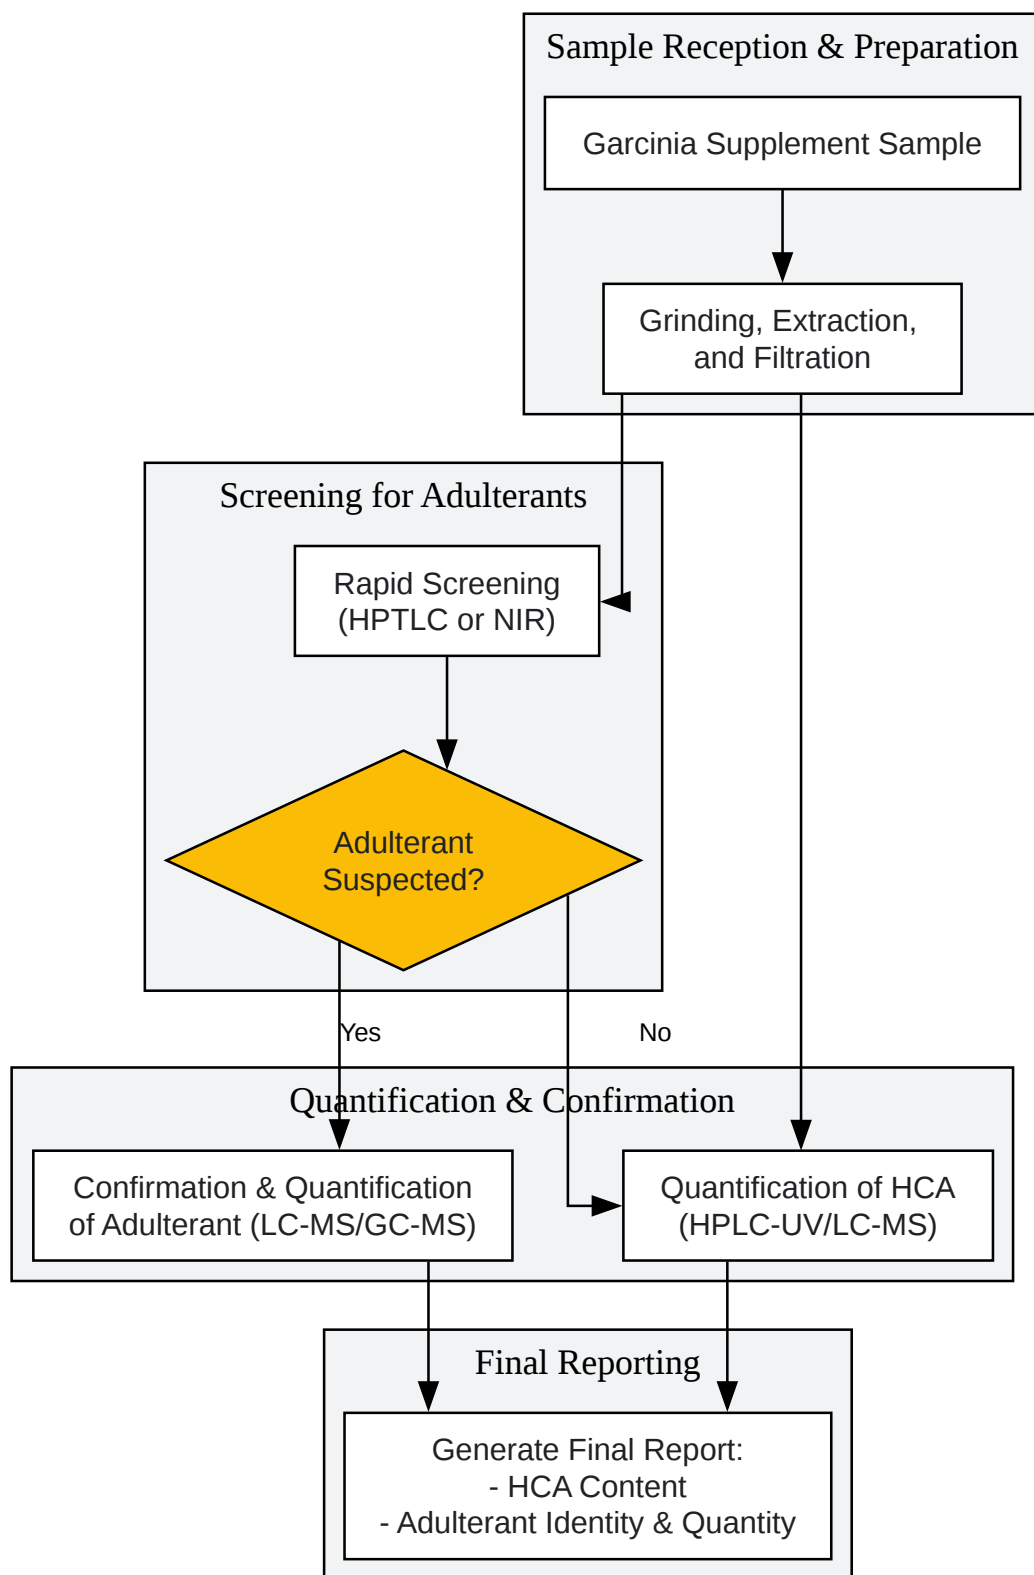 Sample Reception & Preparation
Garcinia Supplement Sample
Grinding, Extraction,
and Filtration
Screening for Adulterants
Rapid Screening
(HPTLC or NIR)
Adulterant
Suspected?
Yes
No
Quantification & Confirmation
Confirmation & Quantification
of Adulterant (LC-MS/GC-MS)
Quantification of HCA
(HPLC-UV/LC-MS)
Final Reporting
Generate Final Report:
- HCA Content
- Adulterant Identity & Quantity